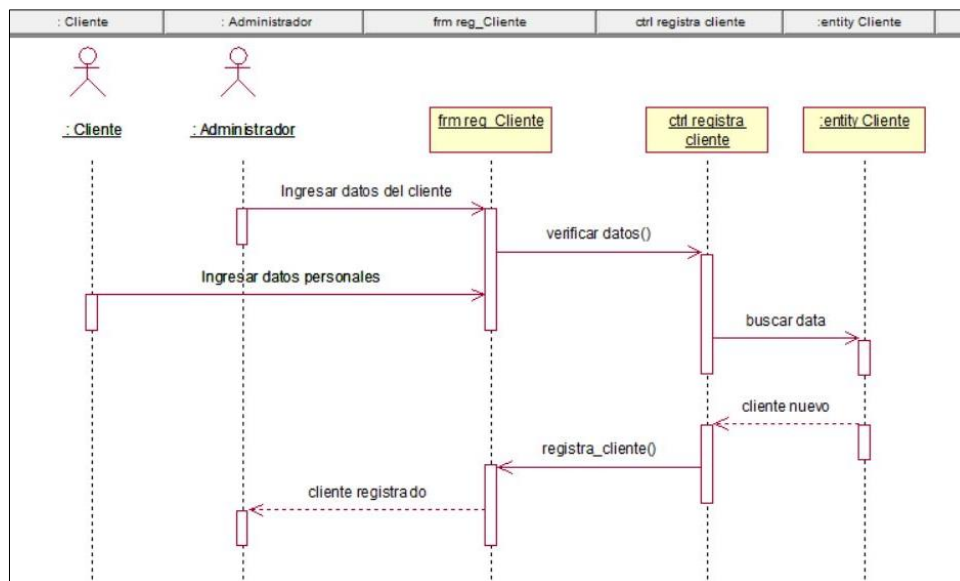 : Cliente
: Administrador
frm reg_Cliente
ctrl registra cliente
:entity Cliente
: Cliente
: Administrador
frm reg_Cliente
ctrl registra
cliente
:entity Cliente
Ingresar datos del cliente
verificar datos()
Ingresar datos personales
buscar data
cliente nuevo
registra_cliente()
cliente registrado